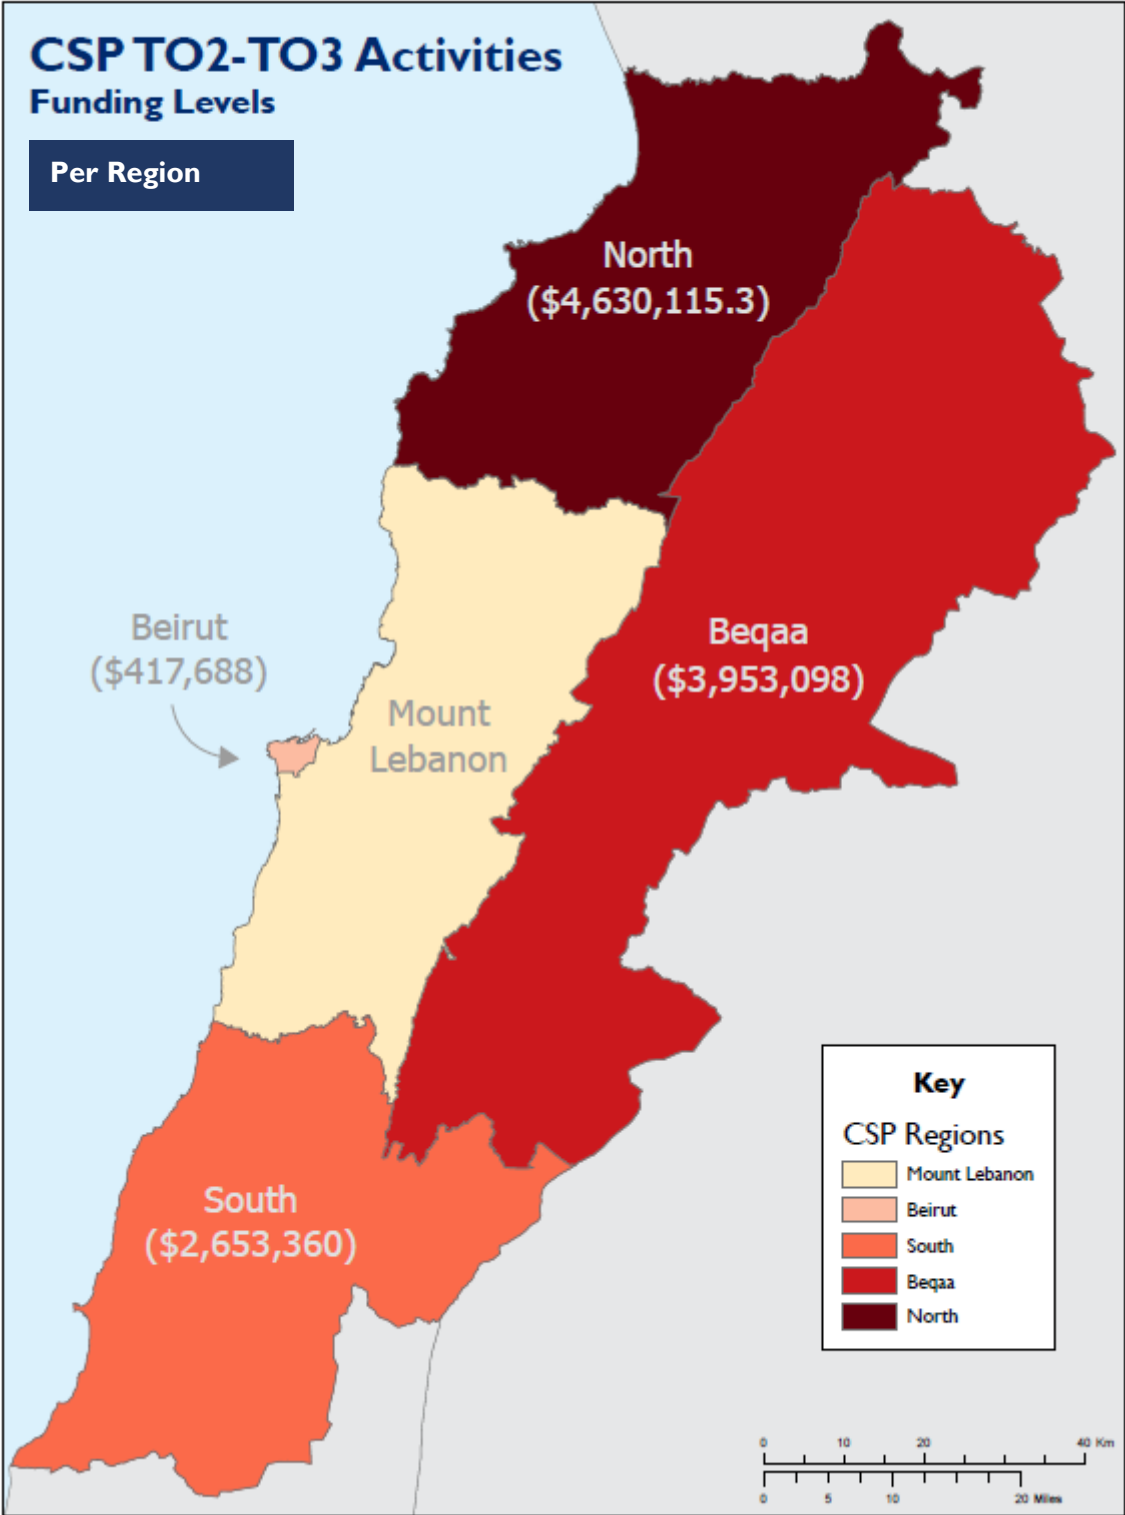 CSP TO2-TO3 Activities
Funding Levels
Per Region
North
($4,630,115.3)
Beirut
($417,688)
Mount
Lebanon
Beqaa
($3,953,098)
South
($2,653,360)
Key
CSP Regions
Mount Lebanon
Beirut
South
Beqaa
North
0 10 20 40 Km
0 5 10 20 Miles